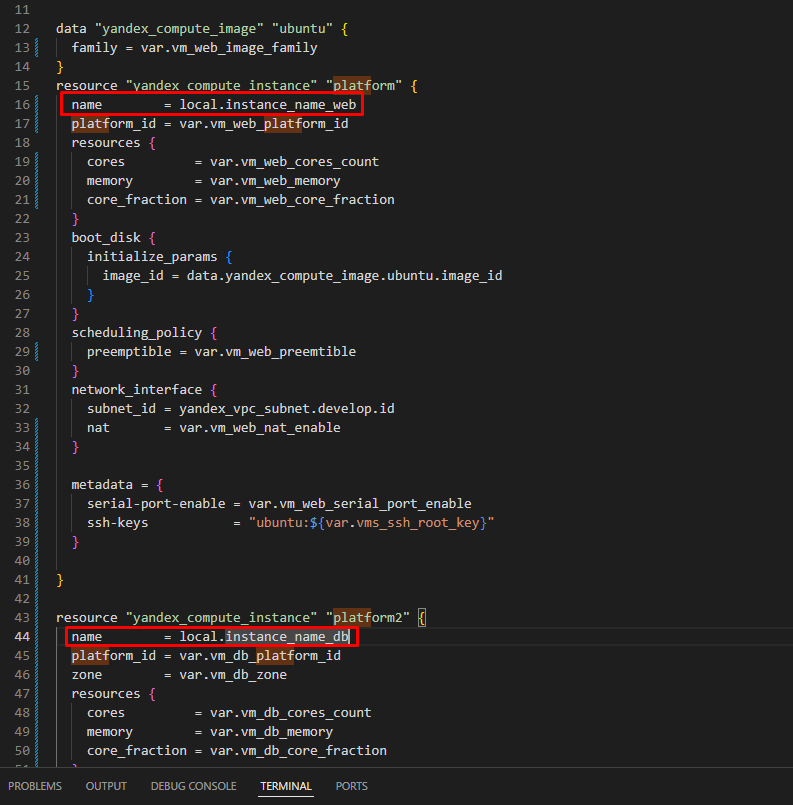 11
12 data "yandex_compute_image" "ubuntu" {
13 family = var.vm_web_image_family
14 }
15 resource "yandex_compute_instance" "platform" {
16 name = local.instance_name_web
17 platform_id = var.vm_web_platform_id
18 resources {
19 cores = var.vm_web_cores_count
20 memory = var.vm_web_memory
21 core_fraction = var.vm_web_core_fraction
22 }
23 boot_disk {
24 initialize_params {
25 image_id = data.yandex_compute_image.ubuntu.image_id
26 }
27 }
28 scheduling_policy {
29 preemptible = var.vm_web_preemtible
30 }
31 network_interface {
32 subnet_id = yandex_vpc_subnet.develop.id
33 nat = var.vm_web_nat_enable
34 }
35
36 metadata = {
37 serial-port-enable = var.vm_web_serial_port_enable
38 ssh-keys = "ubuntu:${var.vms_ssh_root_key}"
39 }
40
41 }
42
43 resource "yandex_compute_instance" "platform2" {
44 name = local.instance_name_db
45 platform_id = var.vm_db_platform_id
46 zone = var.vm_db_zone
47 resources {
48 cores = var.vm_db_cores_count
49 memory = var.vm_db_memory
50 core_fraction = var.vm_db_core_fraction
PROBLEMS OUTPUT DEBUG CONSOLE TERMINAL PORTS